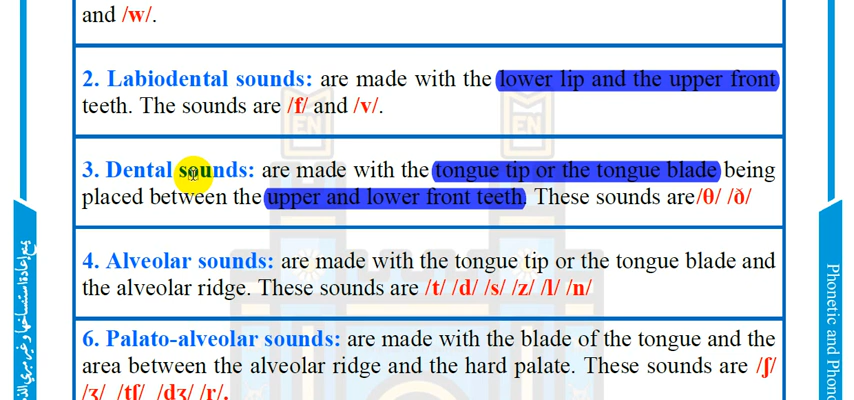 and /w/.
2. Labiodental sounds: are made with the lower lip and the upper front
teeth. The sounds are /f/ and /v/.
3. Dental sounds: are made with the tongue tip or the tongue blade being
placed between the upper and lower front teeth. These sounds are/θ/ /ð/
4. Alveolar sounds: are made with the tongue tip or the tongue blade and
the alveolar ridge. These sounds are /t/ /d/ /s/ /z/ /l/ /n/
6. Palato-alveolar sounds: are made with the blade of the tongue and the
area between the alveolar ridge and the hard palate. These sounds are /ʃ/
/ʒ/ /tʃ/ /dʒ/ /r/.
EN
EN
Phonetic and Phono